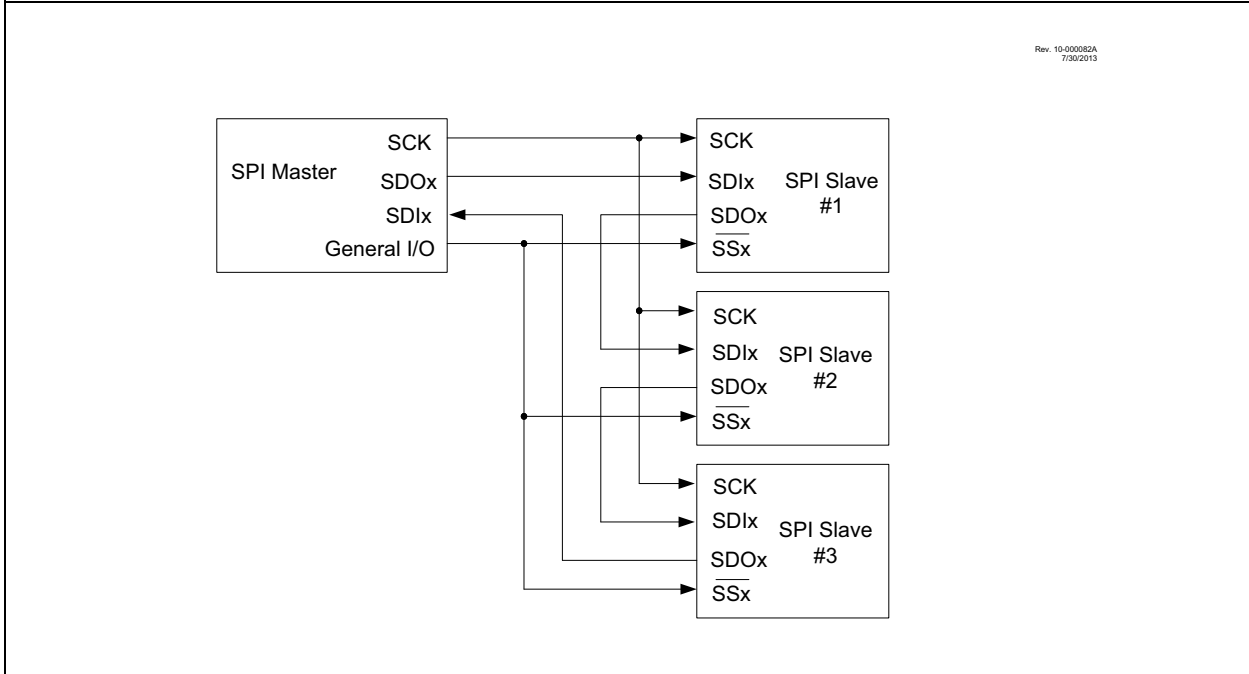 Rev. 10-000082A
7/30/2013
SPI Master
SCK
SDOx
SDIx
General I/O
SCK
SDIx
SDOx
SSx
SPI Slave
#1
SCK
SDIx
SDOx
SSx
SPI Slave
#2
SCK
SDIx
SDOx
SSx
SPI Slave
#3